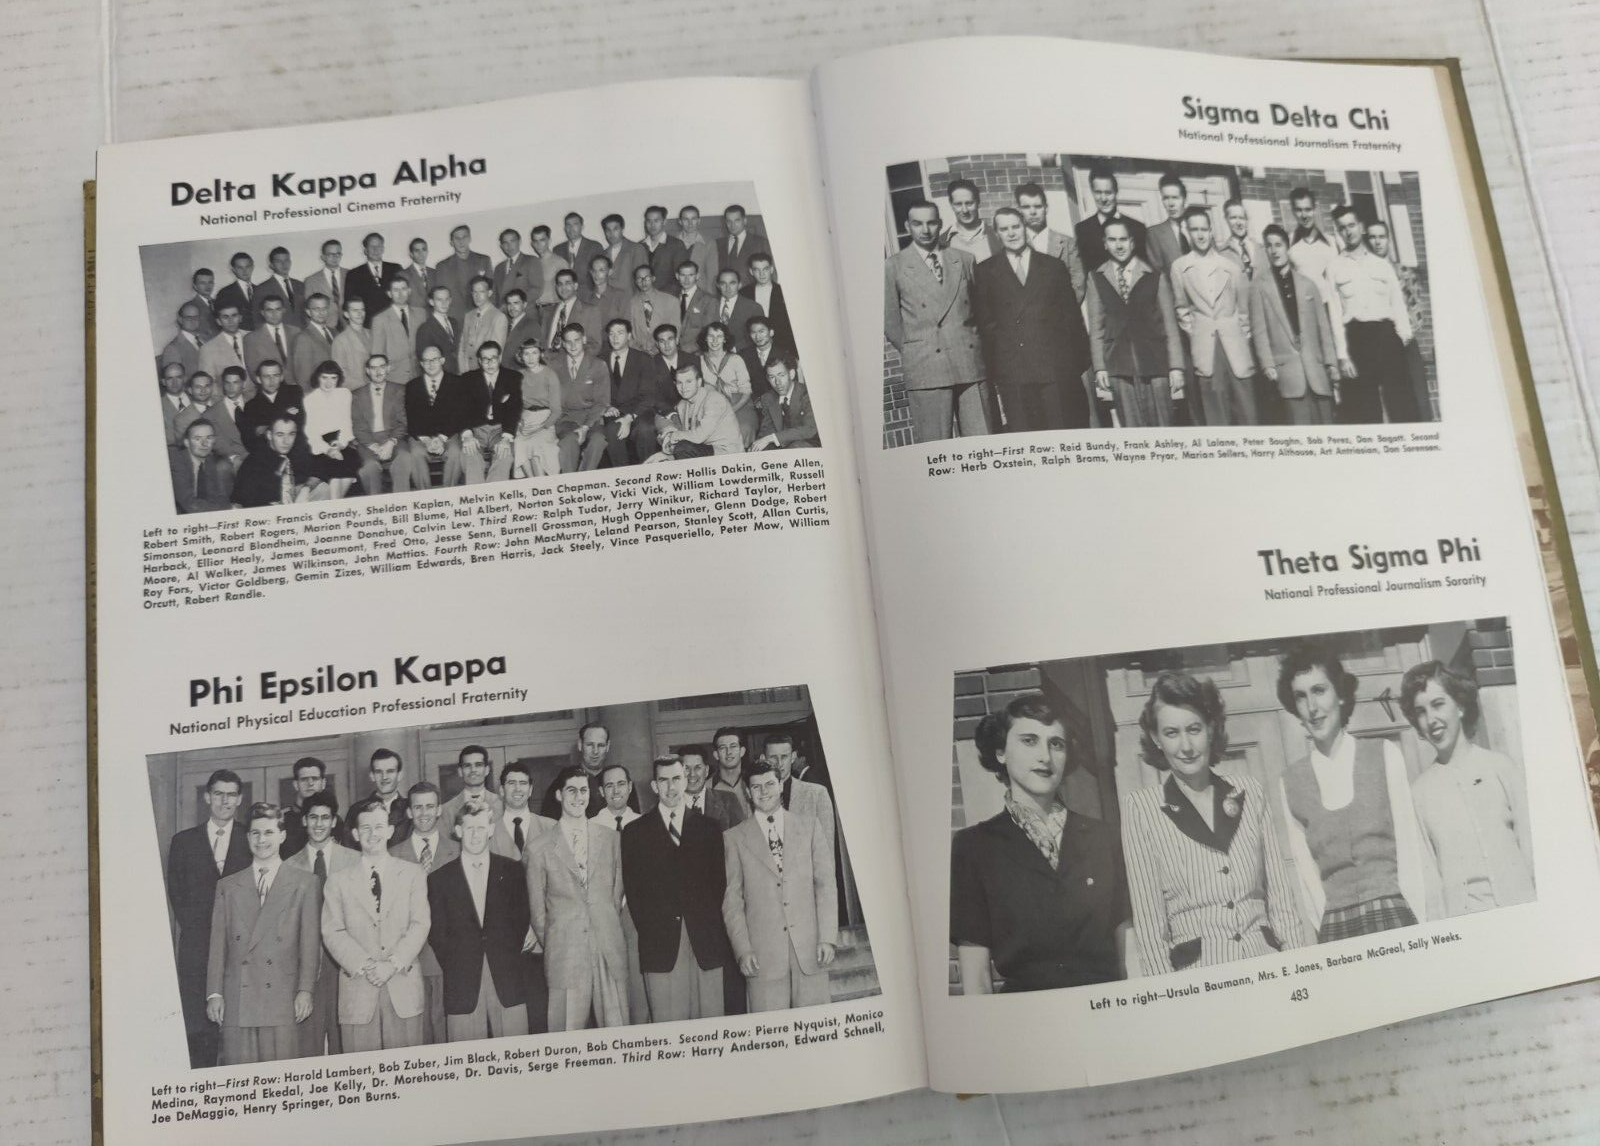 Delta Kappa Alpha
National Professional Cinema Fraternity
Left to right—First Row: Francis Grandy, Sheldon Kaplan, Melvin Kells, Dan Chapman. Second Row: Hollis Dakin, Gene Allen,
Robert Smith, Robert Rogers, Marion Pounds, Bill Blume, Hal Albert, Norton Sokolow, Vicki Vick, William Lowdermilk, Russell
Simonson, Leonard Blondheim, Joanne Donahue, Calvin Lew. Third Row: Ralph Tudor, Jerry Winikur, Richard Taylor, Herbert
Harback, Ellior Healy, James Beaumont, Fred Otto, Jesse Senn, Burnell Grossman, Hugh Oppenheimer, Glenn Dodge, Robert
Moore, Al Walker, James Wilkinson, John Mattias. Fourth Row: John MacMurry, Leland Pearson, Stanley Scott, Allan Curtis,
Roy Fors, Victor Goldberg, Gemin Zizes, William Edwards, Bren Harris, Jack Steely, Vince Pasqueriello, Peter Mow, William
Orcutt, Robert Randle.
Phi Epsilon Kappa
National Physical Education Professional Fraternity
Left to right—First Row: Harold Lambert, Bob Zuber, Jim Black, Robert Duron, Bob Chambers. Second Row: Pierre Nyquist, Monico
Medina, Raymond Ekedal, Joe Kelly, Dr. Morehouse, Dr. Davis, Serge Freeman. Third Row: Harry Anderson, Edward Schnell,
Joe DeMaggio, Henry Springer, Don Burns.
Sigma Delta Chi
National Professional Journalism Fraternity
Left to right—First Row: Reid Bundy, Frank Ashley, Al Lalane, Peter Baughn, Bob Perez, Don Bagott. Second
Row: Herb Oxstein, Ralph Brams, Wayne Pryor, Marion Sellers, Harry Althouse, Art Antriasian, Don Sorensen.
Theta Sigma Phi
National Professional Journalism Sorority
Left to right—Ursula Baumann, Mrs. E. Jones, Barbara McGreal, Sally Weeks.
483